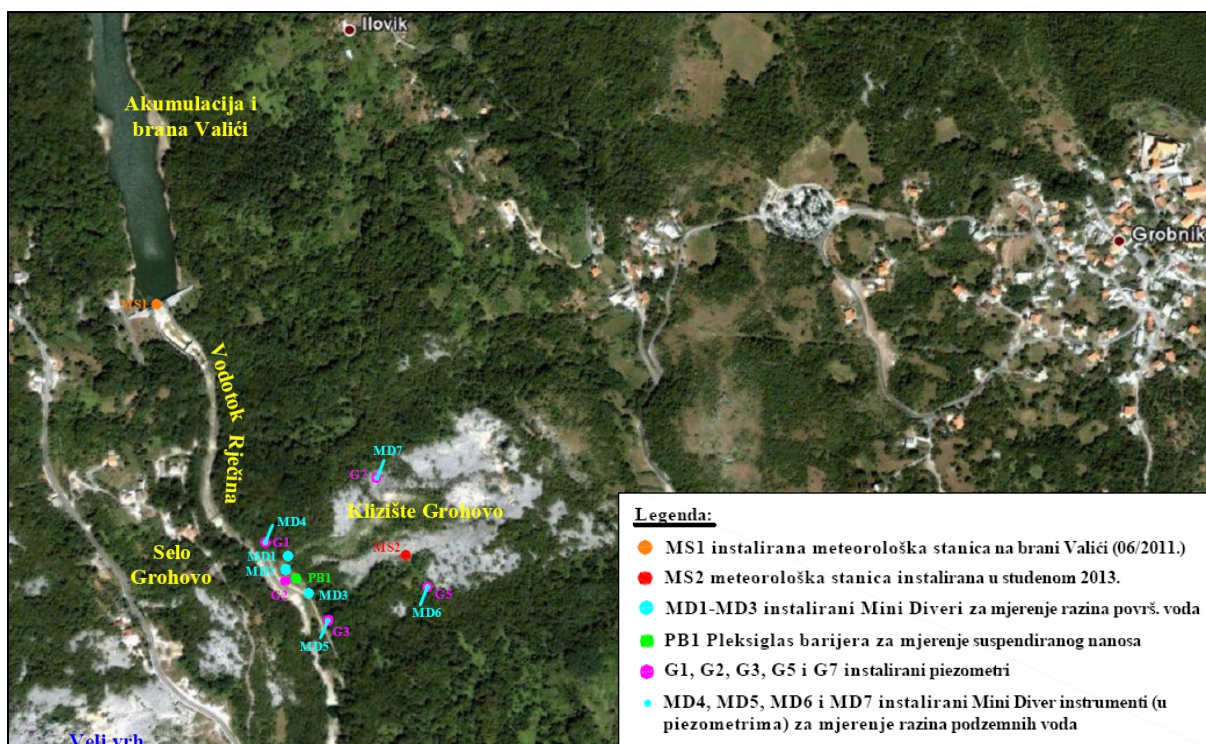 Ilovik
Akumulacija i
brana Valići
Grobnik
MS1
Vodotok Rječina
MD7
G7
Klizište Grohovo
MD4
G1
MD1
MS2
Selo
Grohovo
MD2
PB1
G2
MD3
G5
MD6
G3
MD5
Velj vrh
Legenda:
MS1 instalirana meteorološka stanica na brani Valići (06/2011.)
MS2 meteorološka stanica instalirana u studenom 2013.
MD1-MD3 instalirani Mini Diveri za mjerenje razina površ. voda
PB1 Pleksiglas barijera za mjerenje suspendiranog nanosa
G1, G2, G3, G5 i G7 instalirani piezometri
MD4, MD5, MD6 i MD7 instalirani Mini Diver instrumenti (u
piezometrima) za mjerenje razina podzemnih voda